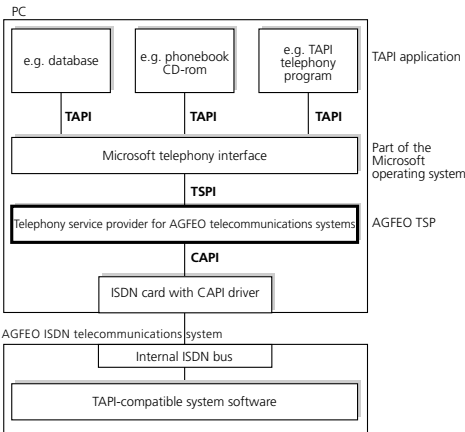 PC
e.g. database
e.g. phonebook
CD-rom
e.g. TAPI
telephony
program
TAPI application
TAPI
TAPI
TAPI
Microsoft telephony interface
Part of the
Microsoft
operating system
TSPI
Telephony service provider for AGFEO telecommunications systems
AGFEO TSP
CAPI
ISDN card with CAPI driver
AGFEO ISDN telecommunications system
Internal ISDN bus
TAPI-compatible system software